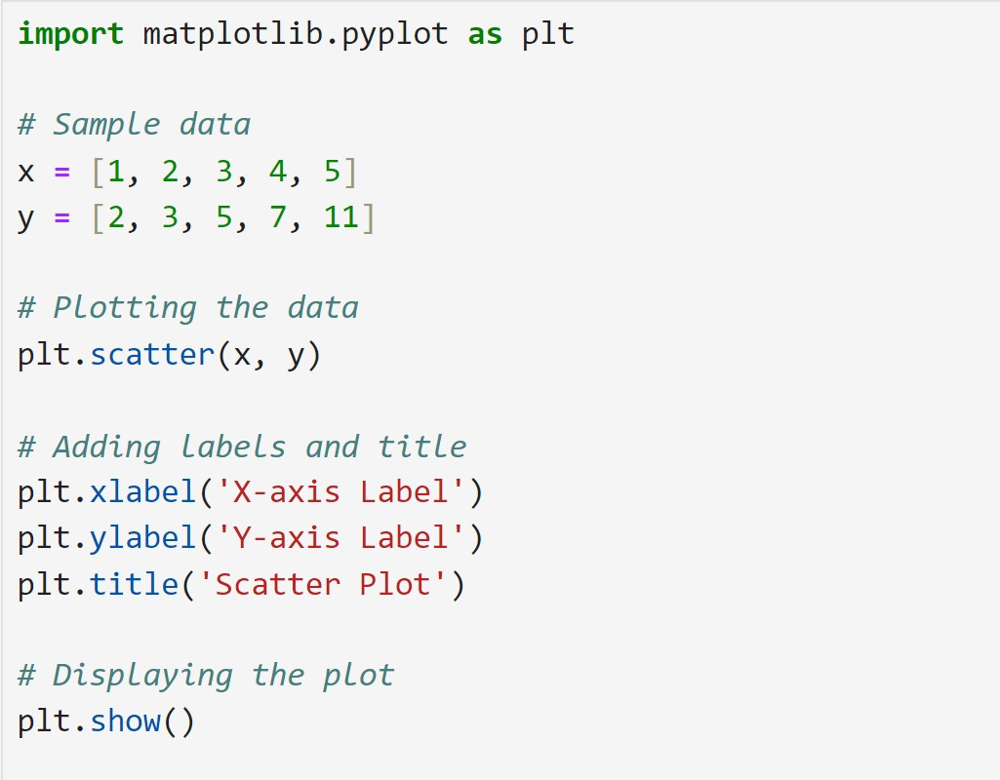 import matplotlib.pyplot as plt
# Sample data
x = [1, 2, 3, 4, 5]
y = [2, 3, 5, 7, 11]
# Plotting the data
plt.scatter(x, y)
# Adding labels and title
plt.xlabel('X-axis Label')
plt.ylabel('Y-axis Label')
plt.title('Scatter Plot')
# Displaying the plot
plt.show()